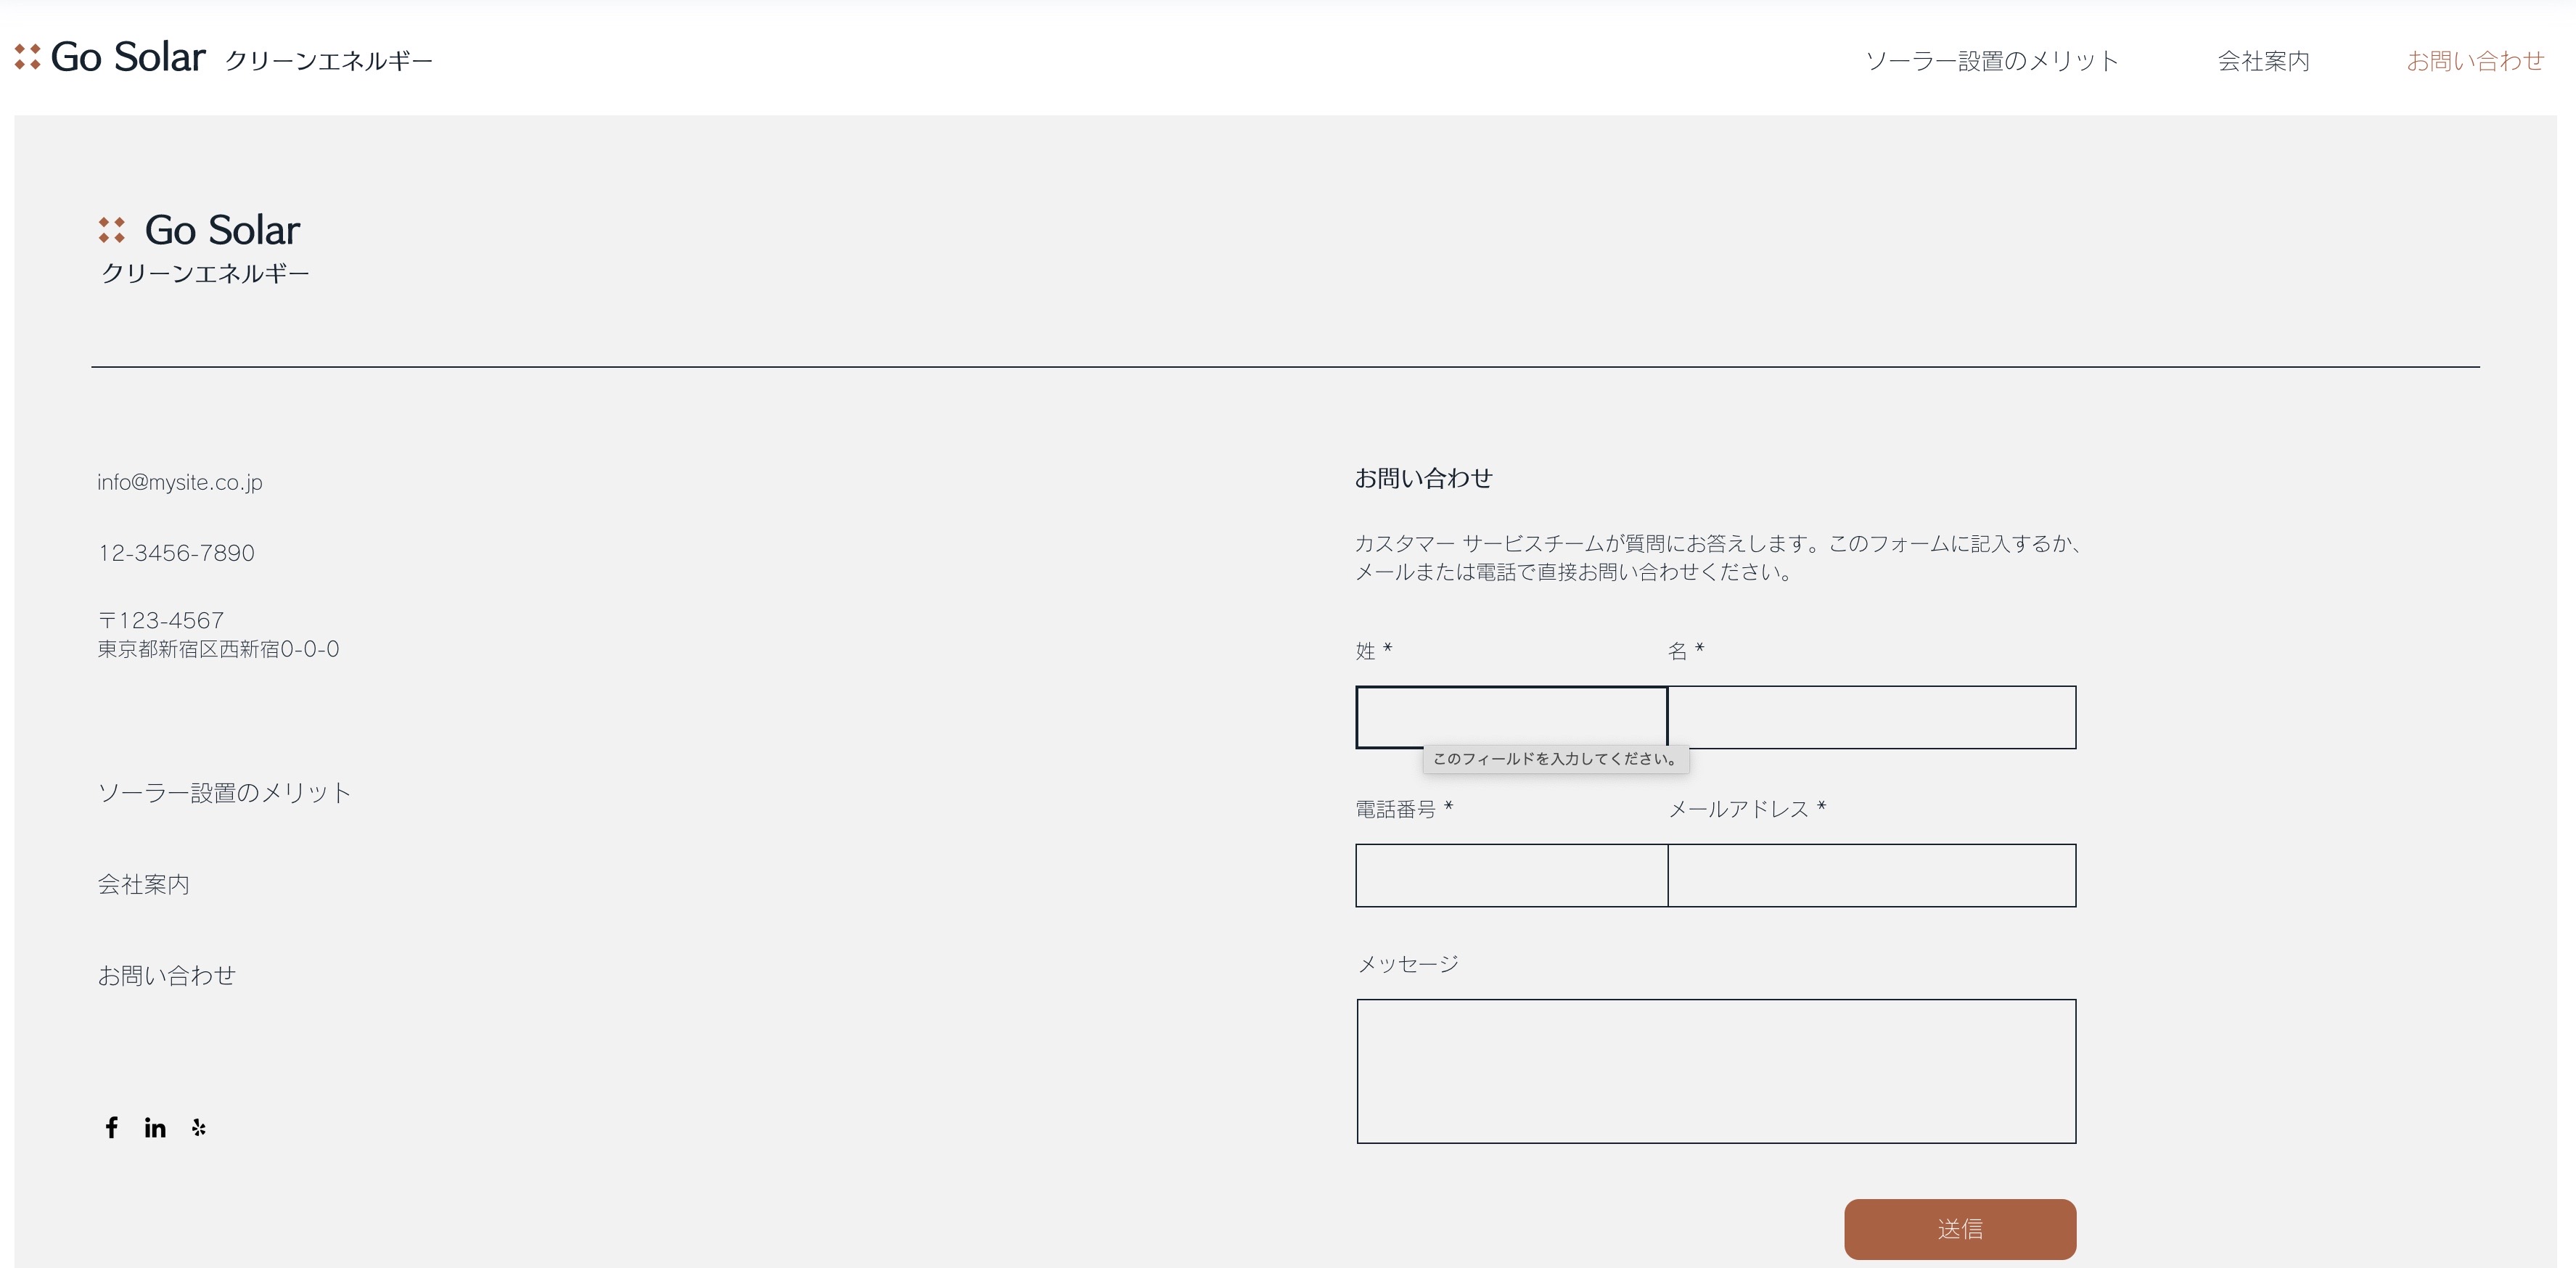 Go Solar クリーンエネルギー
ソーラー設置のメリット 会社案内 お問い合わせ
Go Solar
クリーンエネルギー
info@mysite.co.jp
12-3456-7890
〒123-4567
東京都新宿区西新宿0-0-0
ソーラー設置のメリット
会社案内
お問い合わせ
お問い合わせ
カスタマー サービスチームが質問にお答えします。このフォームに記入するか、
メールまたは電話で直接お問い合わせください。
姓 * 名 *
このフィールドを入力してください。
電話番号 * メールアドレス *
メッセージ
送信